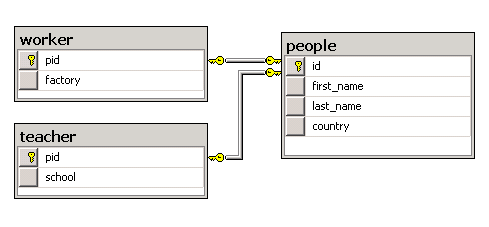 worker
pid
factory
teacher
pid
school
people
id
first_name
last_name
country